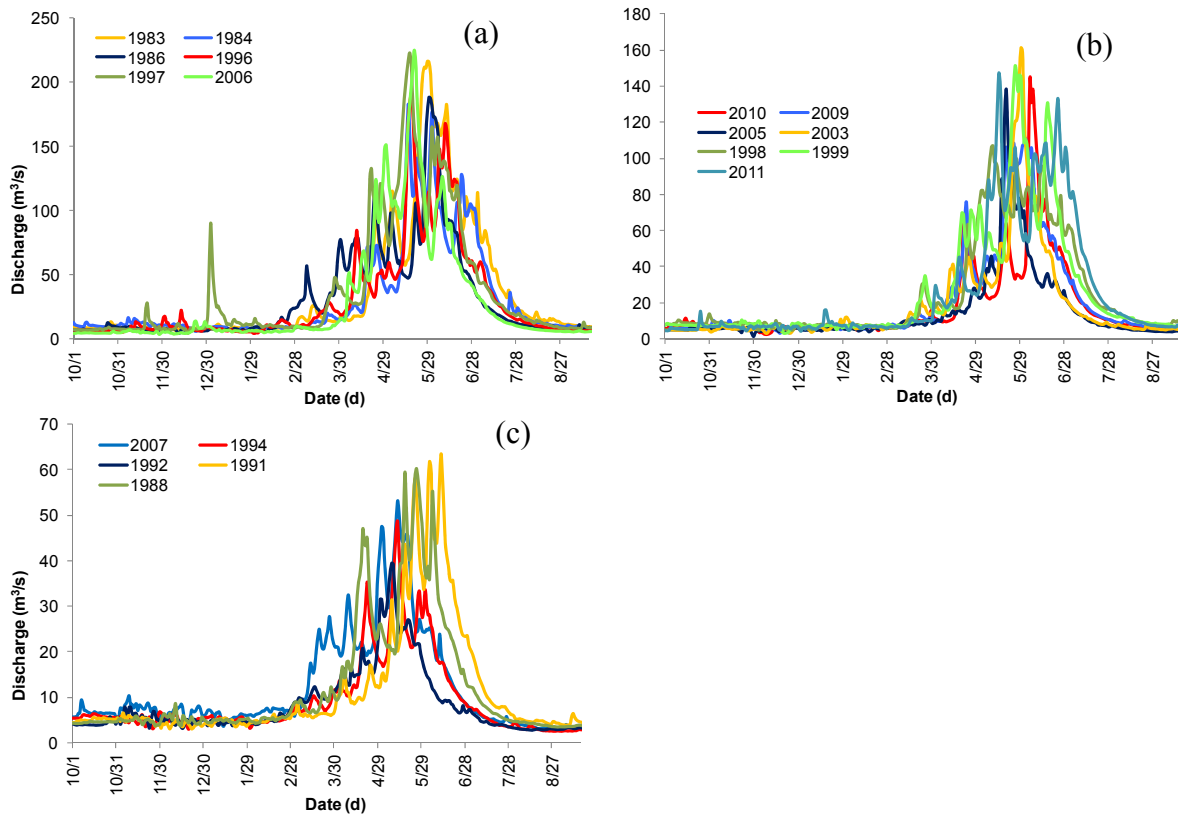 (a)
Discharge (m³/s)
250
200
150
100
50
0
1983 1984
1986 1996
1997 2006
10/1 10/31 11/30 12/30 1/29 2/28 3/30 4/29 5/29 6/28 7/28 8/27
Date (d)
(b)
Discharge (m³/s)
180
160
140
120
100
80
60
40
20
0
2010 2009
2005 2003
1998 1999
2011
10/1 10/31 11/30 12/30 1/29 2/28 3/30 4/29 5/29 6/28 7/28 8/27
Date (d)
(c)
Discharge (m³/s)
70
60
50
40
30
20
10
0
2007 1994
1992 1991
1988
10/1 10/31 11/30 12/30 1/29 2/28 3/30 4/29 5/29 6/28 7/28 8/27
Date (d)